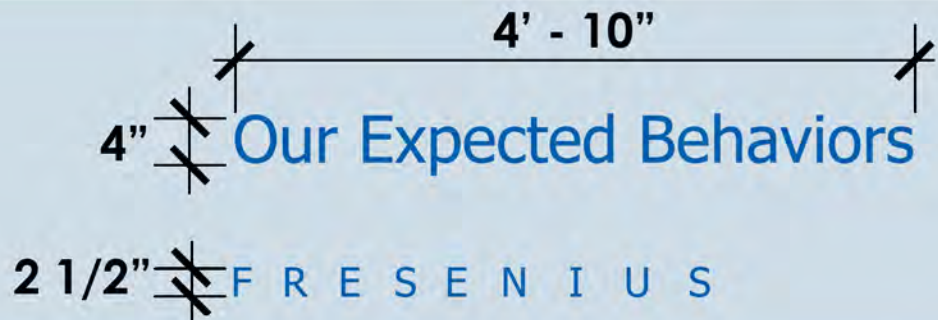 4’ - 10”
4” Our Expected Behaviors
2 1/2” F R E S E N I U S